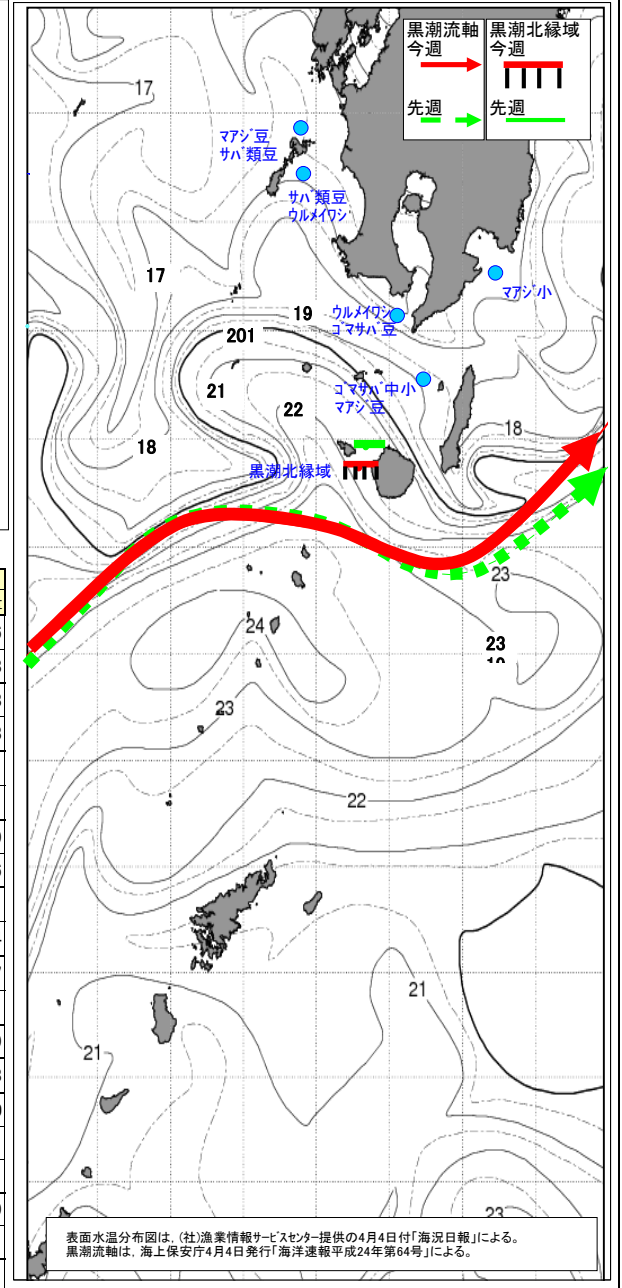 黒潮流軸
今週
先週
黒潮北縁域
今週
先週
17
マアジ豆
サバ類豆
サバ類豆
ウルメイワシ
17
マアジ小
19
ウルメイワシ
ゴマサバ豆
201
ゴマサバ中小
マアジ豆
21
22
18
18
黒潮北縁域
23
24
23
23
22
21
21
23
表面水温分布図は，(社)漁業情報サービスセンター提供の4月4日付「海況日報」による。
黒潮流軸は，海上保安庁4月4日発行「海洋速報平成24年第64号」による。